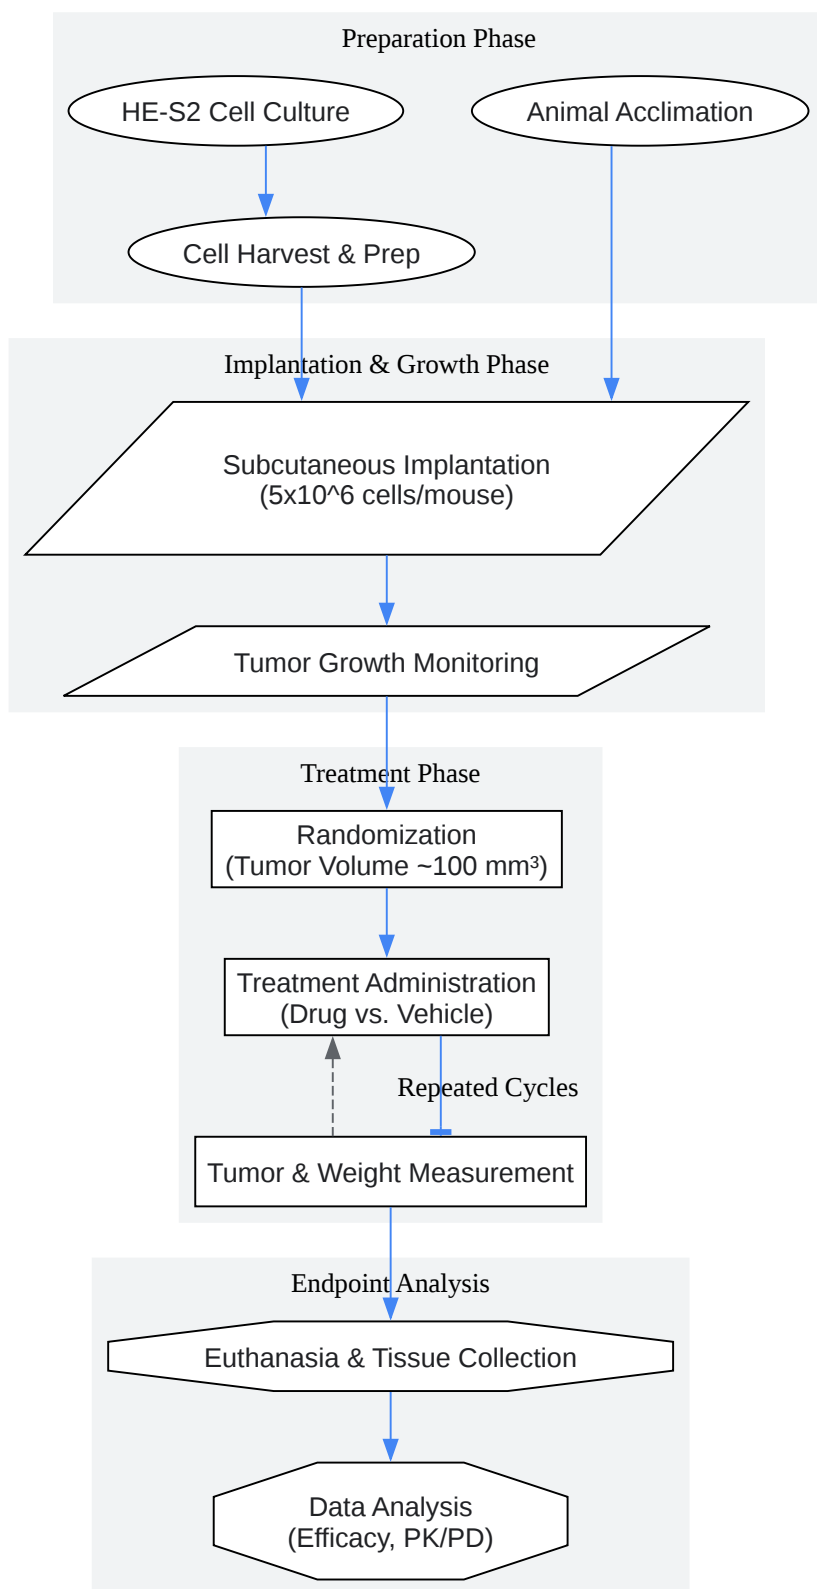 Preparation Phase
HE-S2 Cell Culture
Animal Acclimation
Cell Harvest & Prep
Implantation & Growth Phase
Subcutaneous Implantation
(5x10^6 cells/mouse)
Tumor Growth Monitoring
Treatment Phase
Randomization
(Tumor Volume ~100 mm³)
Treatment Administration
(Drug vs. Vehicle)
Repeated Cycles
Tumor & Weight Measurement
Endpoint Analysis
Euthanasia & Tissue Collection
Data Analysis
(Efficacy, PK/PD)